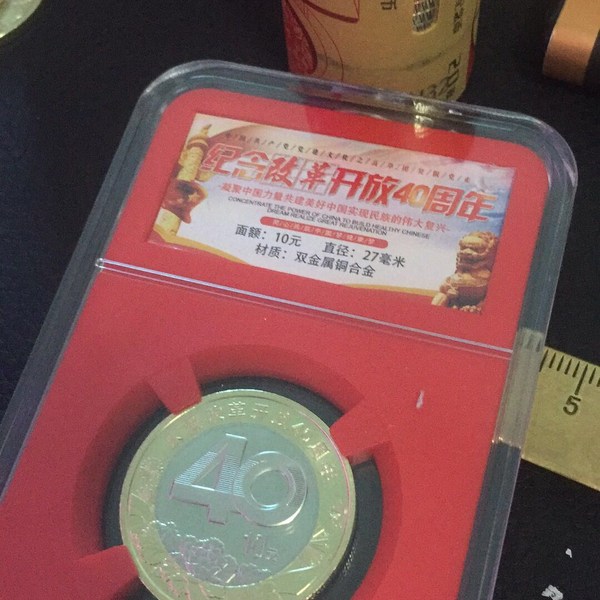 纪念改革开放40周年
凝聚中国力量共建美好中国实现民族的伟大复兴
CONCENTRATE THE POWER OF CHINA TO BUILD HEALTHY CHINESE
DREAM REALIZE GREAT REJUVENATION
面额：10元 直径：27毫米
材质：双金属铜合金
5
40
10元